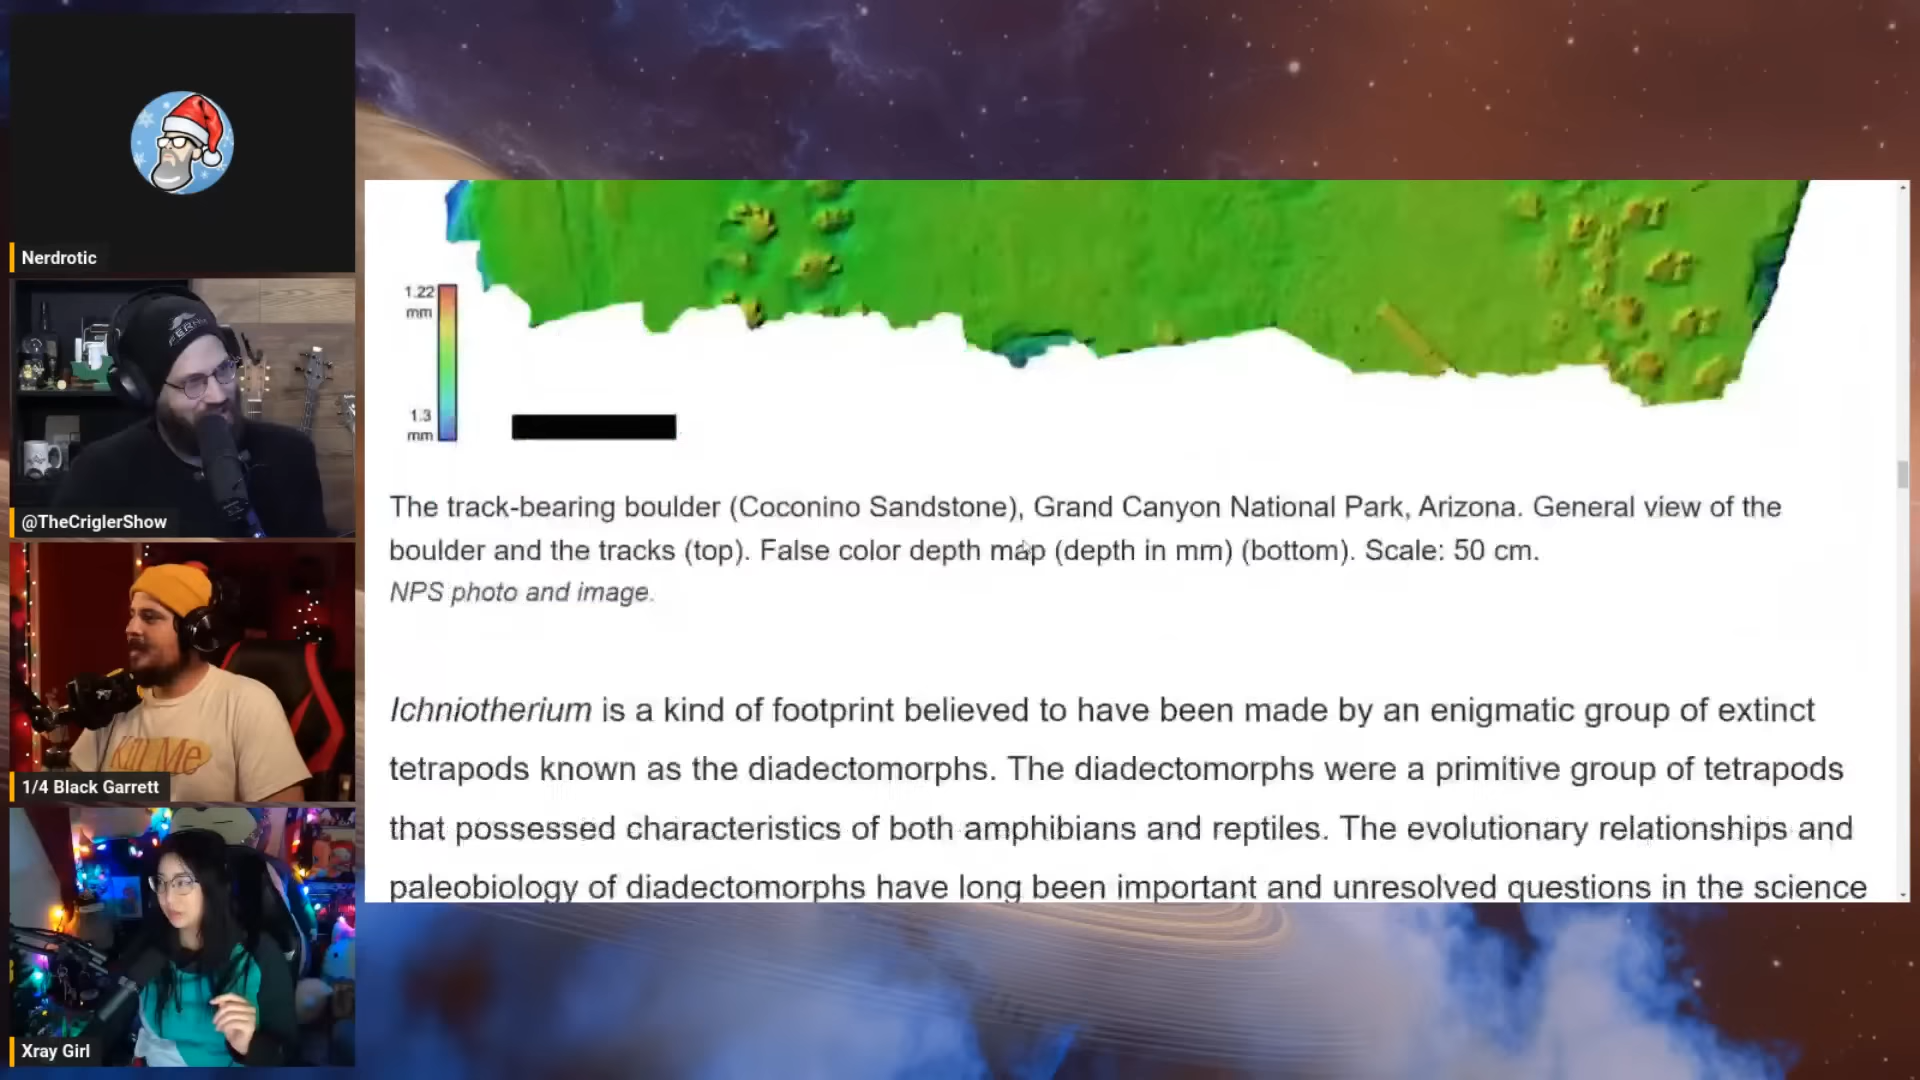 Nerdrotic
@TheCriglerShow
Kill Me
1/4 Black Garrett
Xray Girl
1.22
mm
1.3
mm
The track-bearing boulder (Coconino Sandstone), Grand Canyon National Park, Arizona. General view of the
boulder and the tracks (top). False color depth map (depth in mm) (bottom). Scale: 50 cm.
NPS photo and image.
Ichniotherium is a kind of footprint believed to have been made by an enigmatic group of extinct
tetrapods known as the diadectomorphs. The diadectomorphs were a primitive group of tetrapods
that possessed characteristics of both amphibians and reptiles. The evolutionary relationships and
paleobiology of diadectomorphs have long been important and unresolved questions in the science